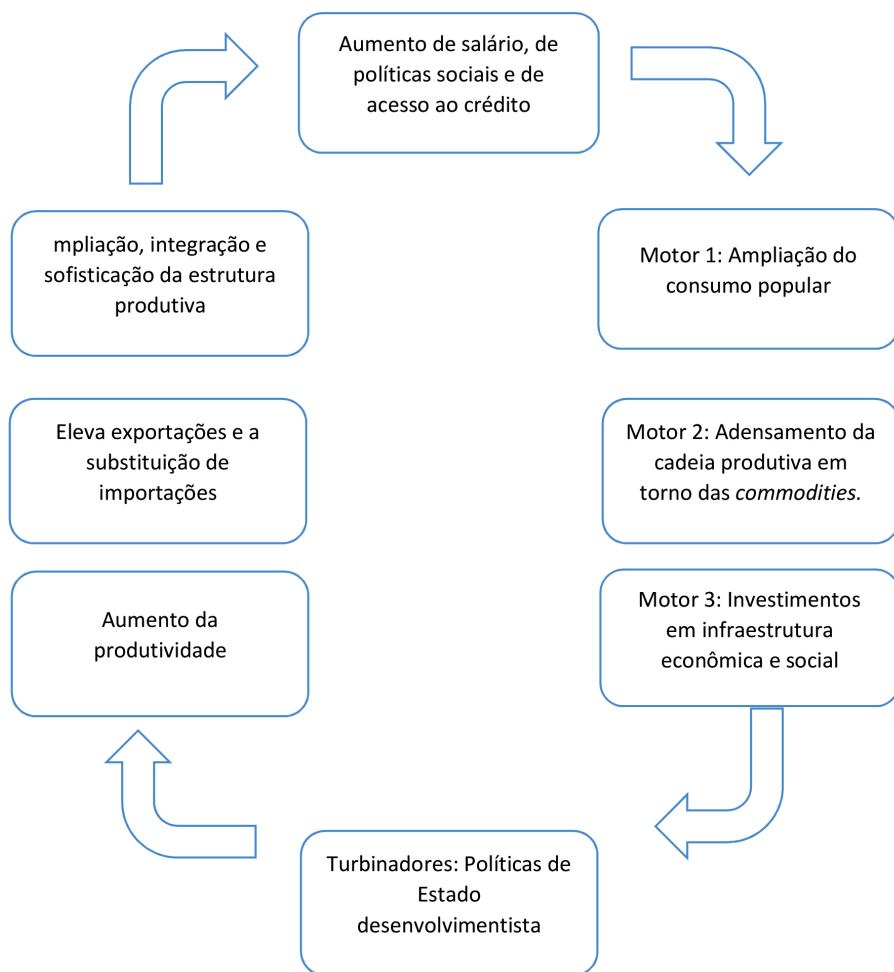 Aumento de salário, de
políticas sociais e de
acesso ao crédito
mpliação, integração e
sofisticação da estrutura
produtiva
Motor 1: Ampliação do
consumo popular
Eleva exportações e a
substituição de
importações
Motor 2: Adensamento da
cadeia produtiva em
torno das commodities.
Aumento da
produtividade
Motor 3: Investimentos
em infraestrutura
econômica e social
Turbinadores: Políticas de
Estado
desenvolvimentista